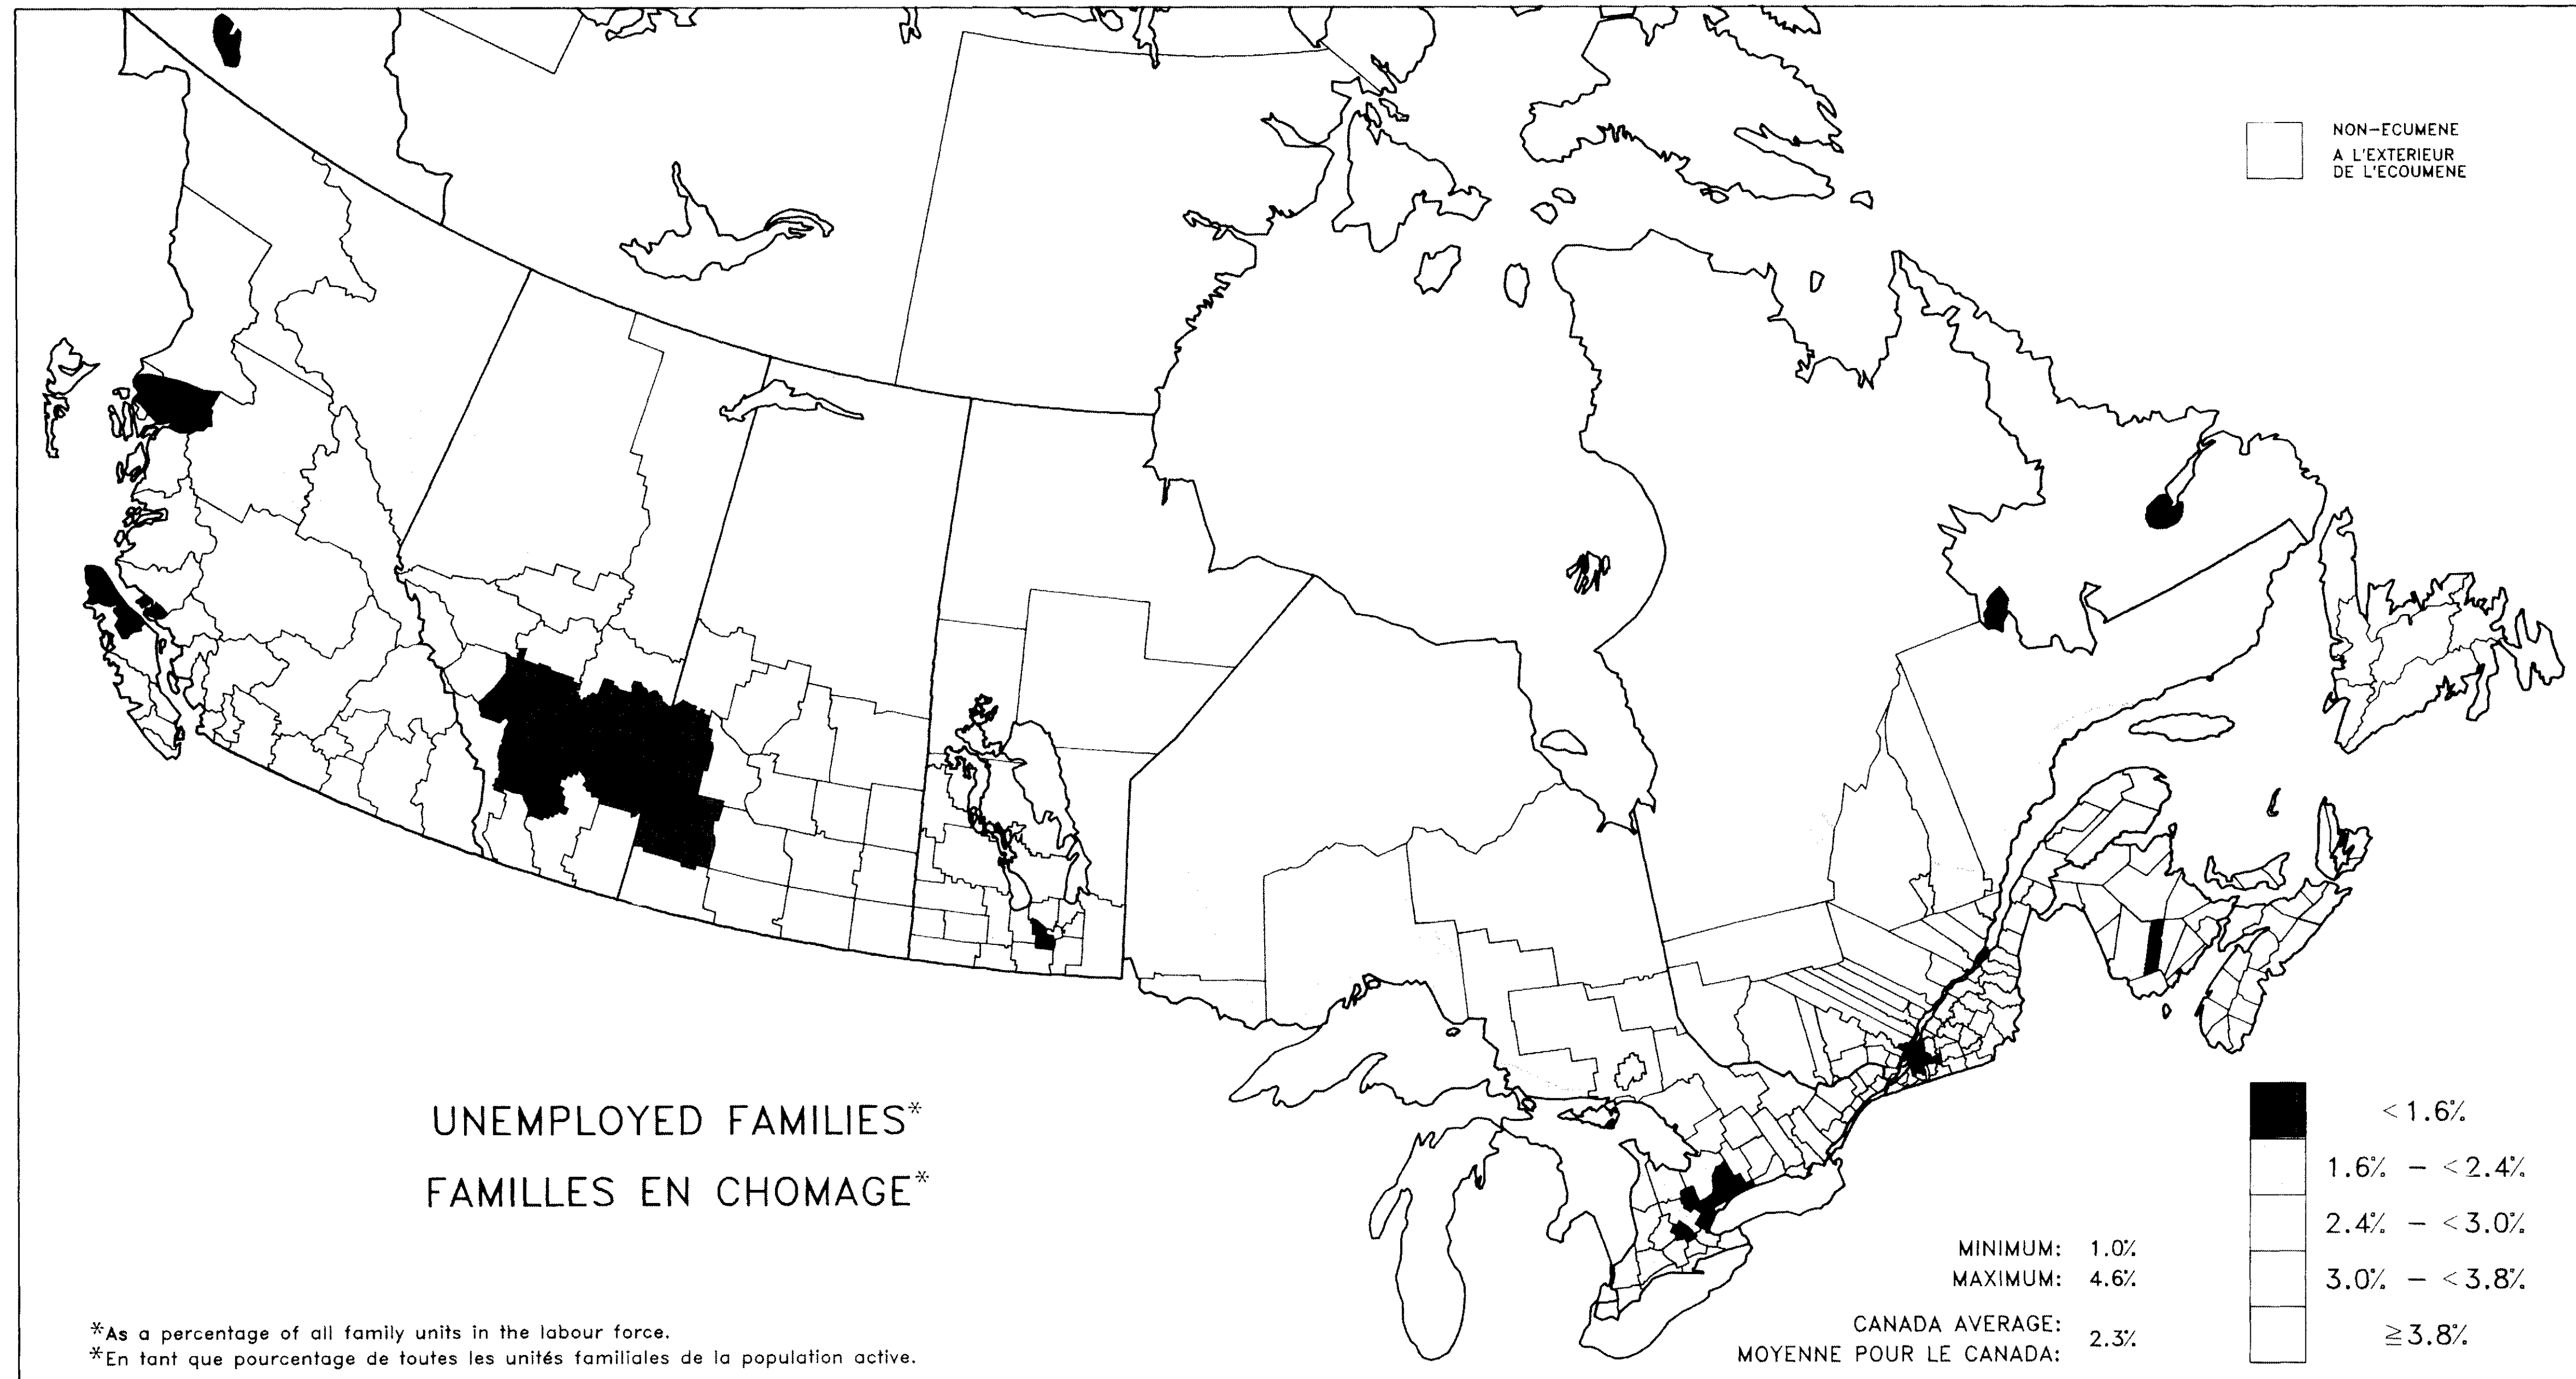 NON-ECUMENE
A L'EXTERIEUR
DE L'ECOUMENE
UNEMPLOYED FAMILIES*
FAMILLES EN CHOMAGE*
<1.6%
1.6% - <2.4%
2.4% - <3.0%
3.0% - <3.8%
≧3.8%
MINIMUM: 1.0%
MAXIMUM: 4.6%
CANADA AVERAGE:
MOYENNE POUR LE CANADA: 2.3%
*As a percentage of all family units in the labour force.
*En tant que pourcentage de toutes les unités familiales de la population active.